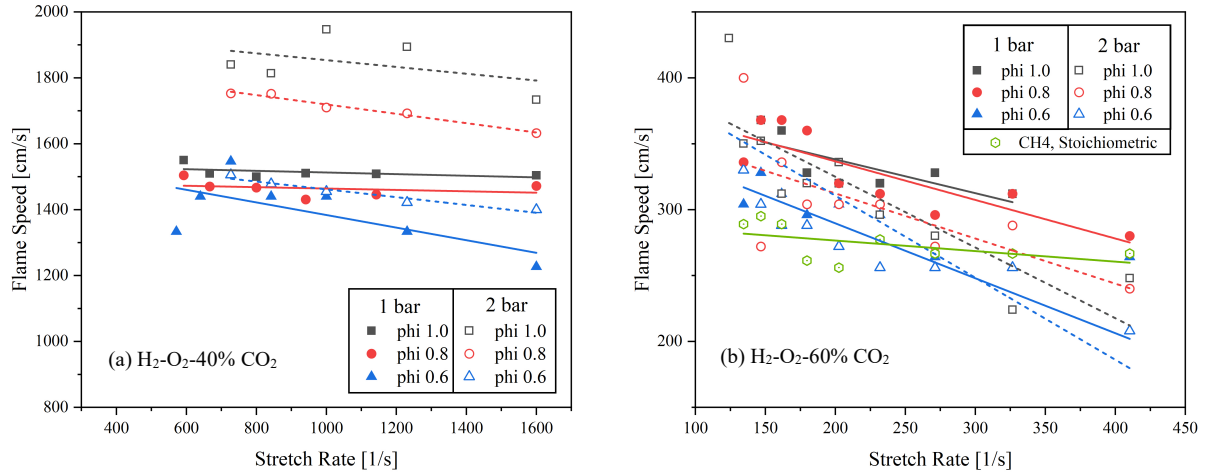 2000
1800
1600
1400
1200
1000
800
Flame Speed [cm/s]
400 600 800 1000 1200 1400 1600
Stretch Rate [1/s]
(a) H₂-O₂-40% CO₂
1 bar 2 bar
phi 1.0 phi 1.0
phi 0.8 phi 0.8
phi 0.6 phi 0.6
400
300
200
Flame Speed [cm/s]
100 150 200 250 300 350 400 450
Stretch Rate [1/s]
(b) H₂-O₂-60% CO₂
1 bar 2 bar
phi 1.0 phi 1.0
phi 0.8 phi 0.8
phi 0.6 phi 0.6
CH4, Stoichiometric